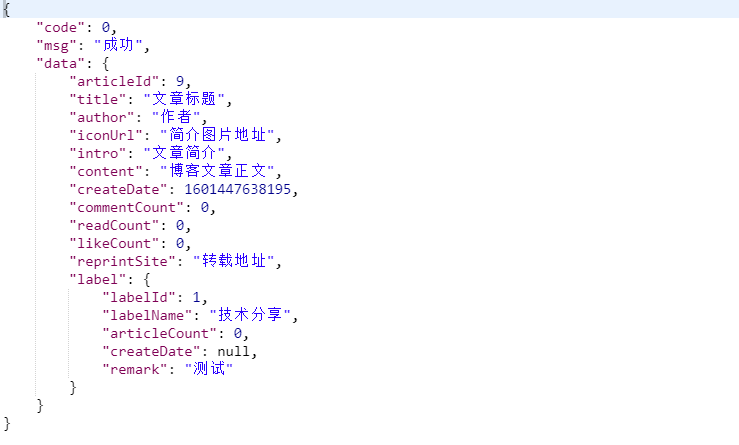 {
    "code": 0,
    "msg": "成功",
    "data": {
        "articleId": 9,
        "title": "文章标题",
        "author": "作者",
        "iconUrl": "简介图片地址",
        "intro": "文章简介",
        "content": "博客文章正文",
        "createDate": 1601447638195,
        "commentCount": 0,
        "readCount": 0,
        "likeCount": 0,
        "reprintSite": "转载地址",
        "label": {
            "labelId": 1,
            "labelName": "技术分享",
            "articleCount": 0,
            "createDate": null,
            "remark": "测试"
        }
    }
}